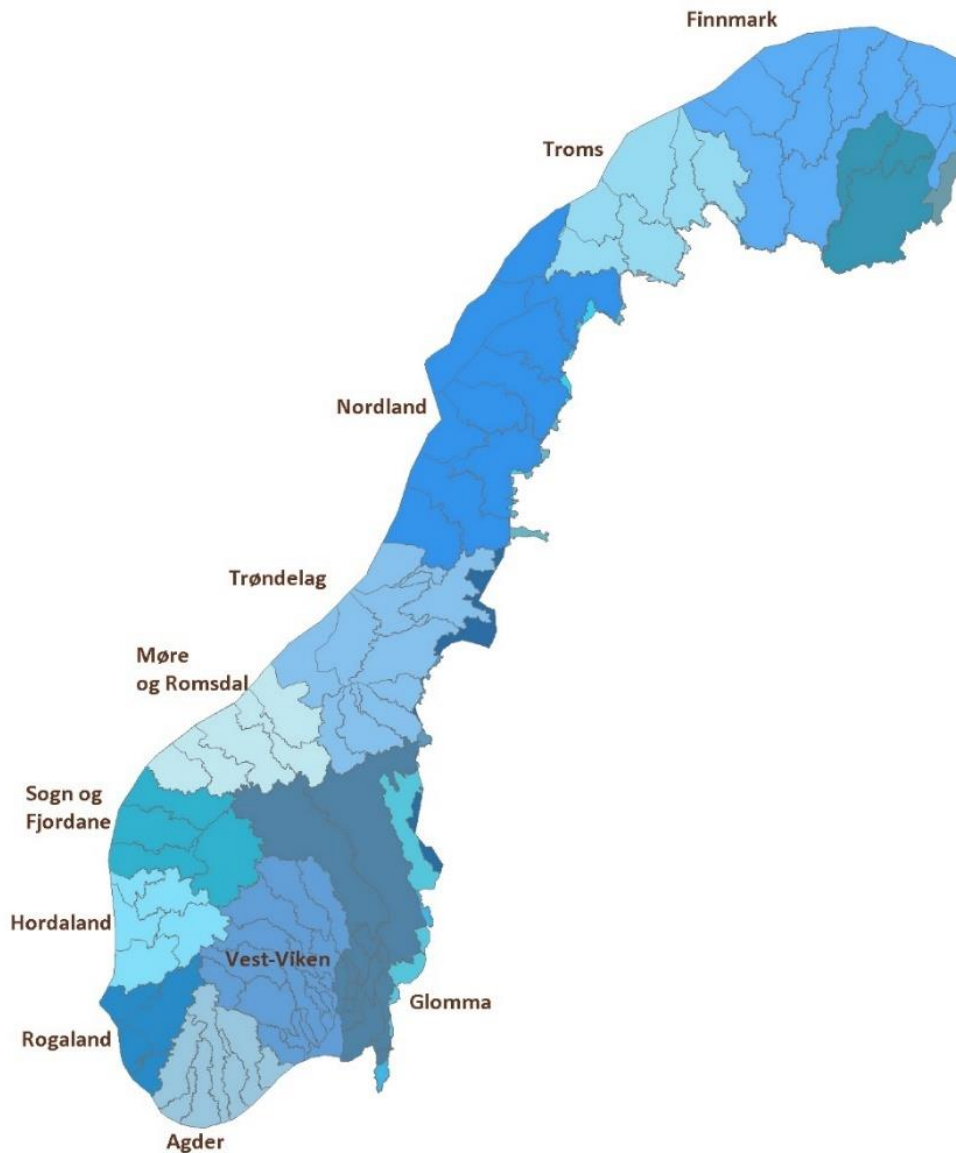 Finnmark
Troms
Nordland
Trøndelag
Møre
og Romsdal
Sogn og
Fjordane
Hordaland
Vest-Viken
Glomma
Rogaland
Agder